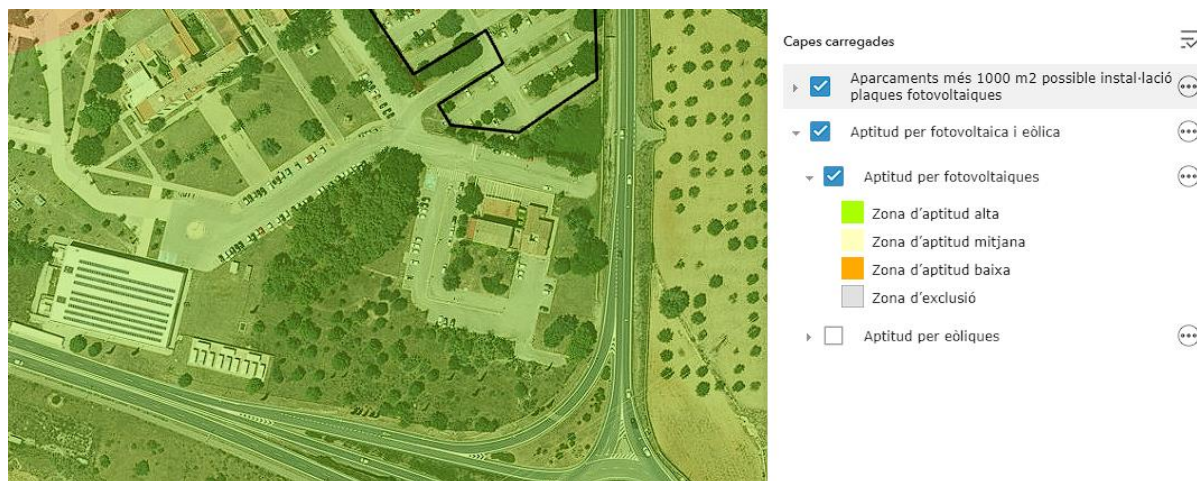 Capes carregades
Aparcaments més 1000 m2 possible instal·lació
plaques fotovoltaiques
Aptitud per fotovoltaica i eòlica
Aptitud per fotovoltaiques
Zona d'aptitud alta
Zona d'aptitud mitjana
Zona d'aptitud baixa
Zona d'exclusió
Aptitud per eòliques